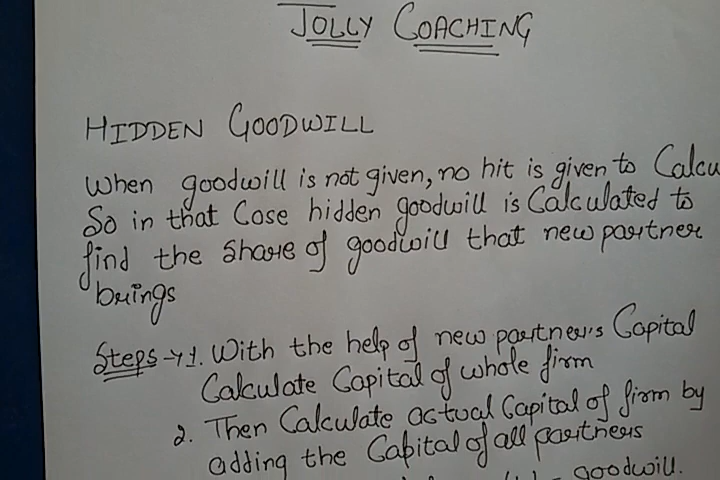 JOLLY COACHING
HIDDEN GOODWILL
When goodwill is not given, no hit is given to Calcu
So in that Case hidden goodwill is Calculated to
find the Share of goodwill that new partner
brings
Steps → 1. With the help of new partner's Capital
Calculate Capital of whole firm
2. Then Calculate actual Capital of firm by
adding the Capital of all partners
goodwill.